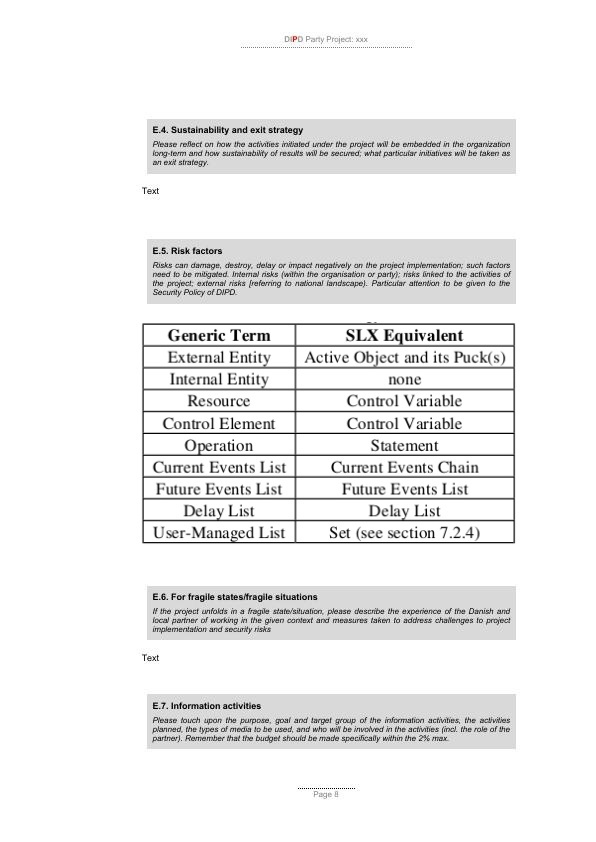 DIPD Party Project: xxx
E.4. Sustainability and exit strategy
Please reflect on how the activities initiated under the project will be embedded in the organization
long-term and how sustainability of results will be secured; what particular initiatives will be taken as
an exit strategy.
Text
E.5. Risk factors
Risks can damage, destroy, delay or impact negatively on the project implementation; such factors
need to be mitigated. Internal risks (within the organisation or party); risks linked to the activities of
the project; external risks [referring to national landscape). Particular attention to be given to the
Security Policy of DIPD.
Generic Term SLX Equivalent
External Entity Active Object and its Puck(s)
Internal Entity none
Resource Control Variable
Control Element Control Variable
Operation Statement
Current Events List Current Events Chain
Future Events List Future Events List
Delay List Delay List
User-Managed List Set (see section 7.2.4)
E.6. For fragile states/fragile situations
If the project unfolds in a fragile state/situation, please describe the experience of the Danish and
local partner of working in the given context and measures taken to address challenges to project
implementation and security risks
Text
E.7. Information activities
Please touch upon the purpose, goal and target group of the information activities, the activities
planned, the types of media to be used, and who will be involved in the activities (incl. the role of the
partner). Remember that the budget should be made specifically within the 2% max.
Page 8